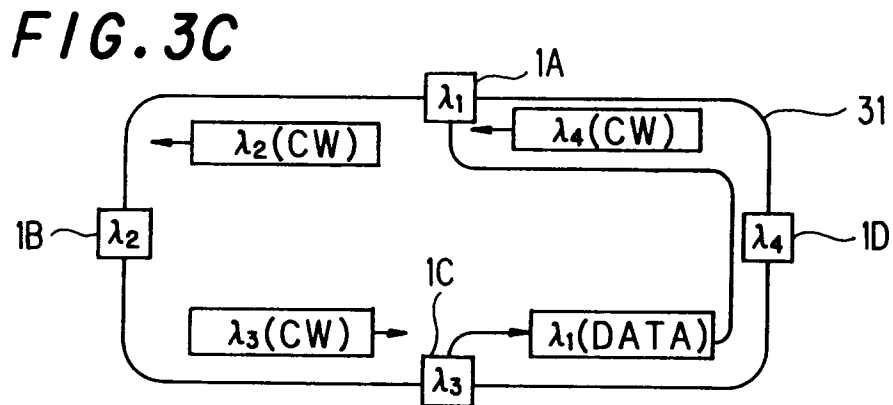 FIG. 3C
1A
λ1
31
λ2(CW)
λ4(CW)
1B
λ2
λ4
1D
1C
λ3(CW)
λ1(DATA)
λ3